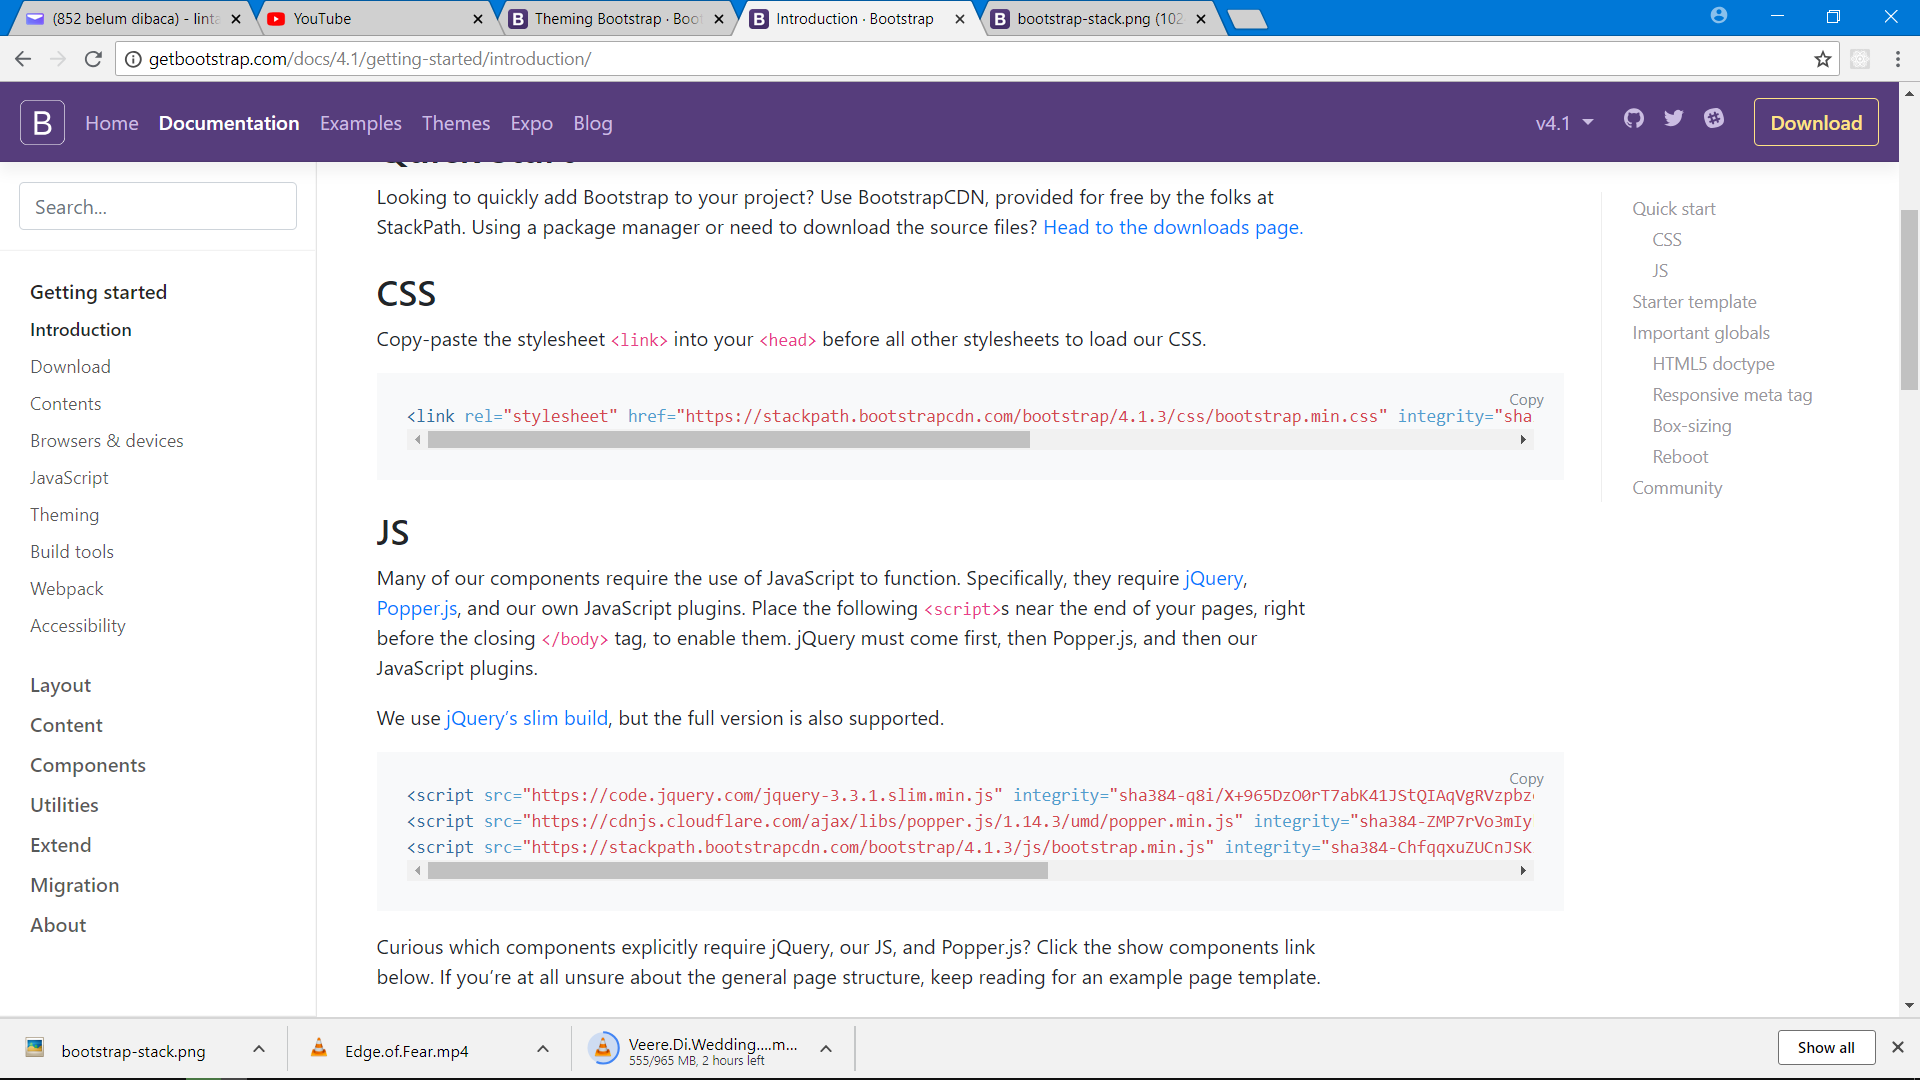 (852 belum dibaca) - linta
YouTube
Theming Bootstrap · Boot
Introduction · Bootstrap
bootstrap-stack.png (102
getbootstrap.com/docs/4.1/getting-started/introduction/
B
Home
Documentation
Examples
Themes
Expo
Blog
v4.1
Download
Search...
Getting started
Introduction
Download
Contents
Browsers & devices
JavaScript
Theming
Build tools
Webpack
Accessibility
Layout
Content
Components
Utilities
Extend
Migration
About
Quick start
Looking to quickly add Bootstrap to your project? Use BootstrapCDN, provided for free by the folks at
StackPath. Using a package manager or need to download the source files? Head to the downloads page.
CSS
Copy-paste the stylesheet <link> into your <head> before all other stylesheets to load our CSS.
Copy
<link rel="stylesheet" href="https://stackpath.bootstrapcdn.com/bootstrap/4.1.3/css/bootstrap.min.css" integrity="sha
JS
Many of our components require the use of JavaScript to function. Specifically, they require jQuery,
Popper.js, and our own JavaScript plugins. Place the following <script>s near the end of your pages, right
before the closing </body> tag, to enable them. jQuery must come first, then Popper.js, and then our
JavaScript plugins.
We use jQuery's slim build, but the full version is also supported.
Copy
<script src="https://code.jquery.com/jquery-3.3.1.slim.min.js" integrity="sha384-q8i/X+965DzO0rT7abK41JStQIAqVgRVzpbz
<script src="https://cdnjs.cloudflare.com/ajax/libs/popper.js/1.14.3/umd/popper.min.js" integrity="sha384-ZMP7rVo3mIy
<script src="https://stackpath.bootstrapcdn.com/bootstrap/4.1.3/js/bootstrap.min.js" integrity="sha384-ChfqqxuZUCnJSK
Curious which components explicitly require jQuery, our JS, and Popper.js? Click the show components link
below. If you're at all unsure about the general page structure, keep reading for an example page template.
Quick start
CSS
JS
Starter template
Important globals
HTML5 doctype
Responsive meta tag
Box-sizing
Reboot
Community
bootstrap-stack.png
Edge.of.Fear.mp4
Veere.Di.Wedding....m...
555/965 MB, 2 hours left
Show all